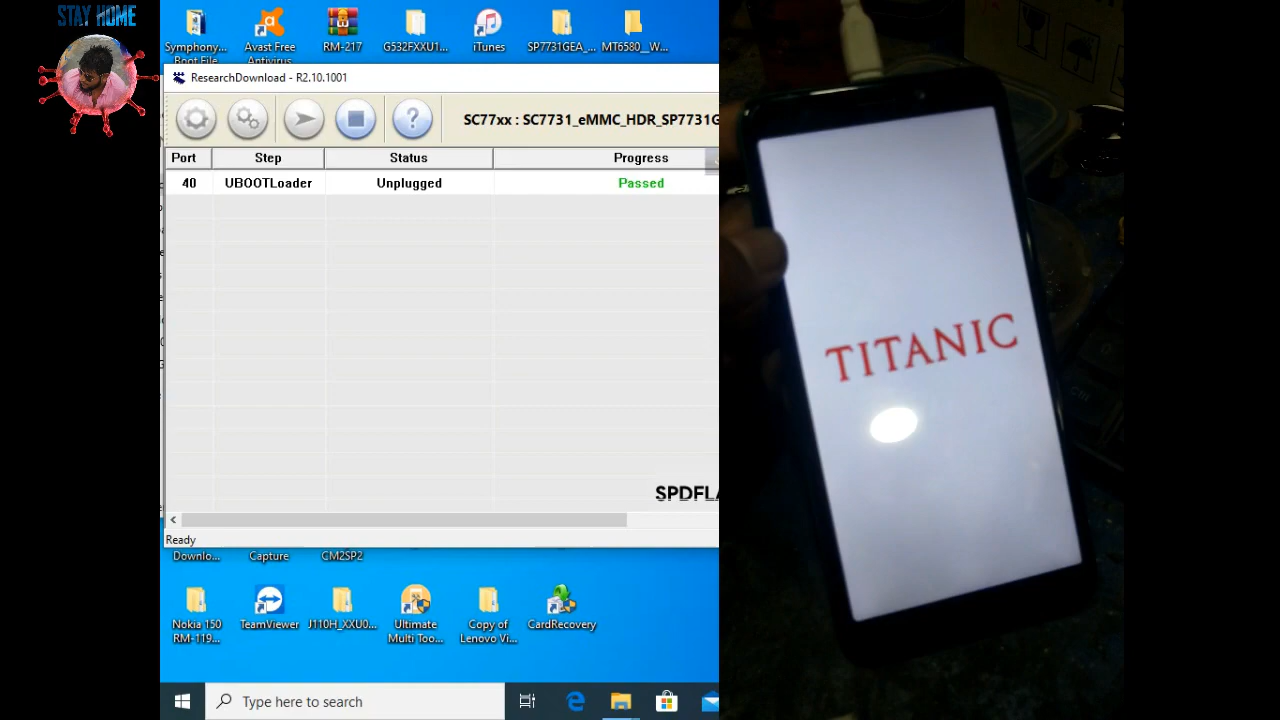 STAY HOME
Symphony...
Boot File
Avast Free
Antivirus
RM-217
G532FXXU1...
iTunes
SP7731GEA_...
MT6580__W...
ResearchDownload - R2.10.1001
SC77xx : SC7731_eMMC_HDR_SP7731G
Port
Step
Status
Progress
40
UBOOTLoader
Unplugged
Passed
SPDFLA
Ready
Downlo...
Capture
CM2SP2
Nokia 150
RM-119...
TeamViewer
J110H_XXU0...
Ultimate
Multi Too...
Copy of
Lenovo Vi...
CardRecovery
Type here to search
TITANIC